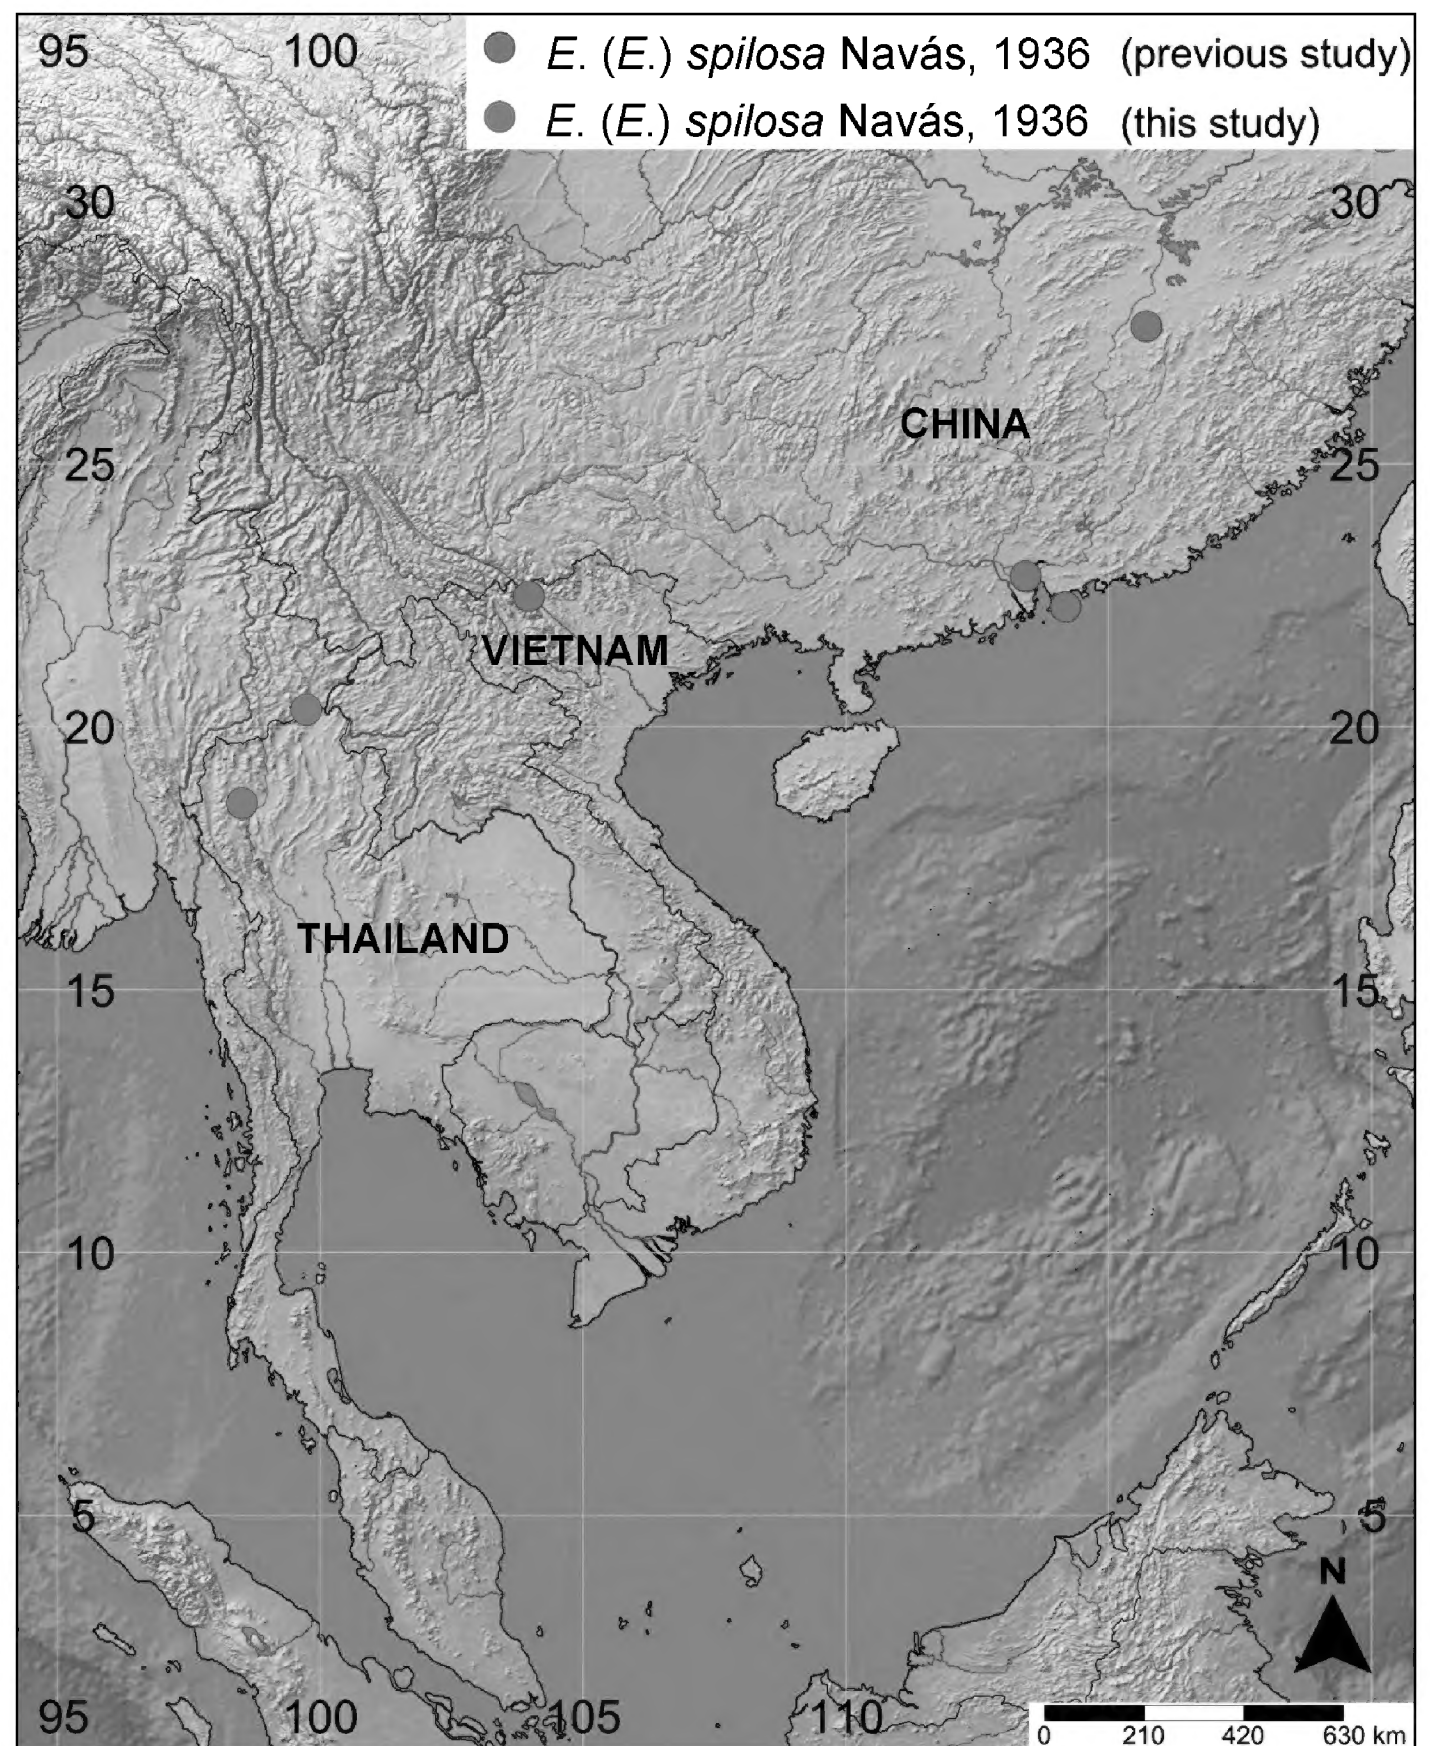 95 100
E. (E.) spilosa Navás, 1936 (previous study)
E. (E.) spilosa Navás, 1936 (this study)
30 30
CHINA
25 25
VIETNAM
20 20
THAILAND
15 15
10 10
5 5
N
95 100 105 110
0 210 420 630 km